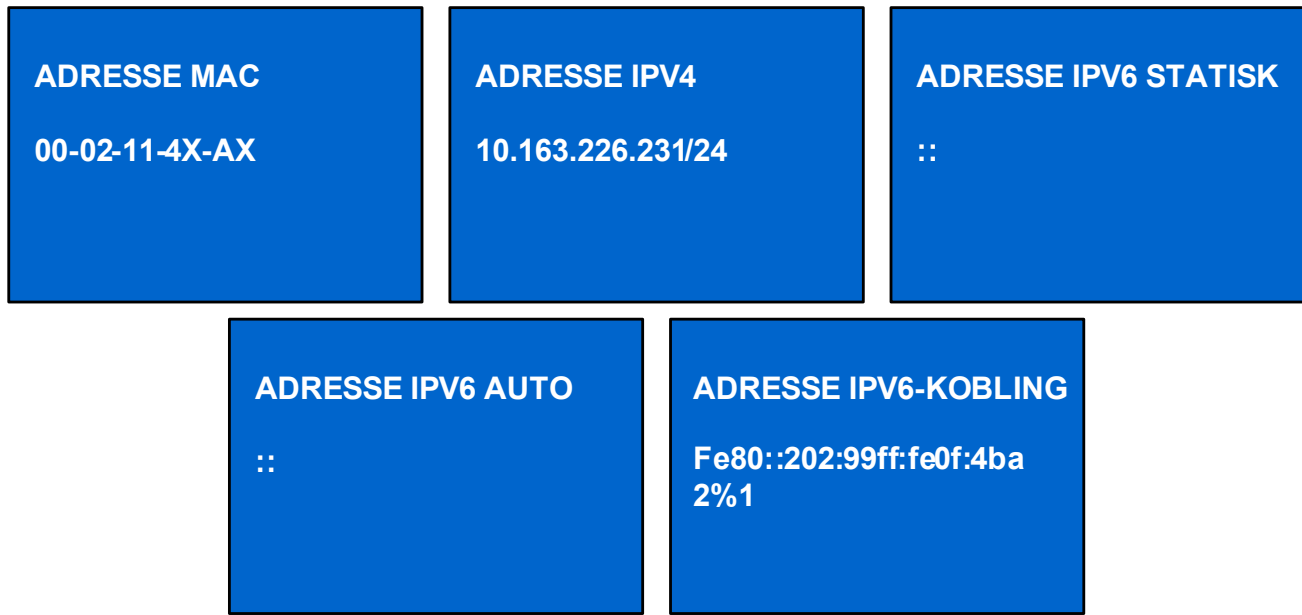 ADRESSE MAC
00-02-11-4X-AX
ADRESSE IPV4
10.163.226.231/24
ADRESSE IPV6 STATISK
::
ADRESSE IPV6 AUTO
::
ADRESSE IPV6-KOBLING
Fe80::202:99ff:fe0f:4ba
2%1